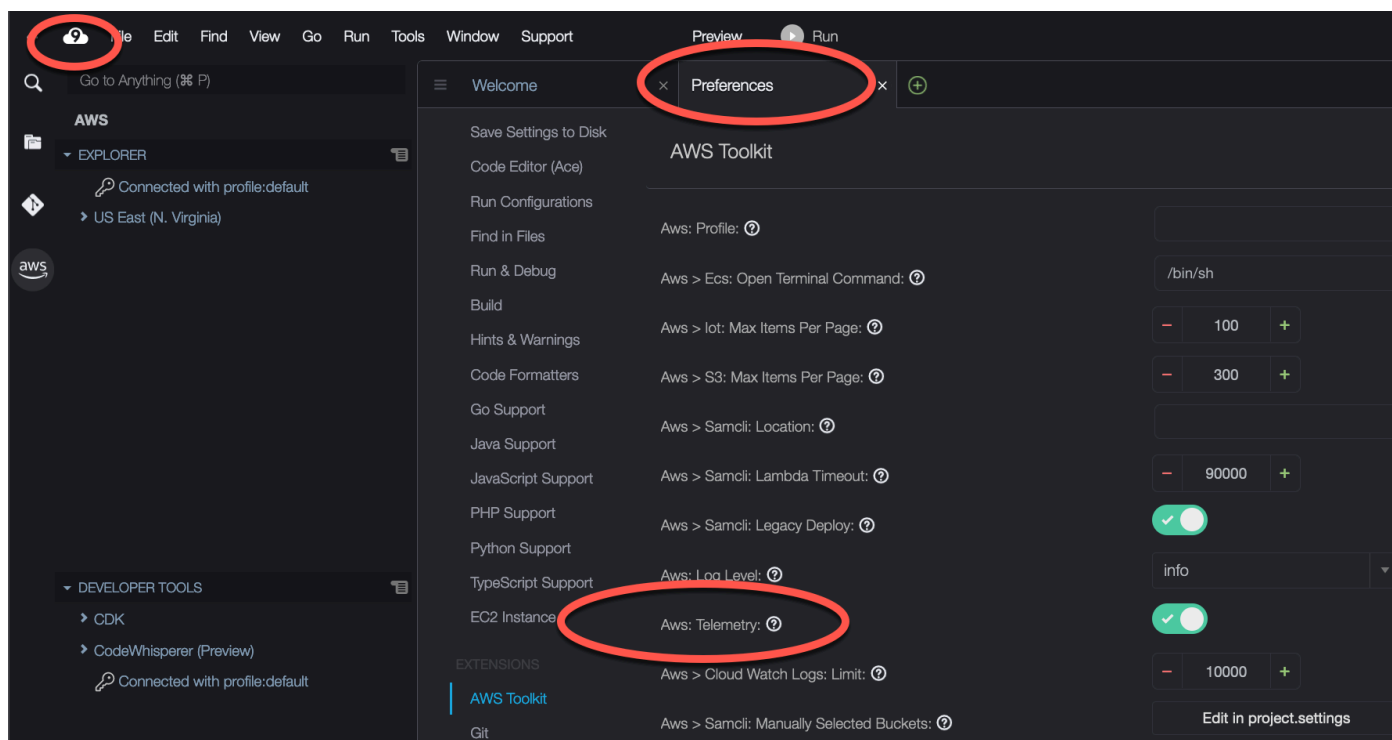 9 File Edit Find View Go Run Tools Window Support Preview Run
Go to Anything (⌘ P)
AWS
EXPLORER
Connected with profile:default
US East (N. Virginia)
aws
DEVELOPER TOOLS
CDK
CodeWhisperer (Preview)
Connected with profile:default
Welcome
Preferences
Save Settings to Disk
Code Editor (Ace)
Run Configurations
Find in Files
Run & Debug
Build
Hints & Warnings
Code Formatters
Go Support
Java Support
JavaScript Support
PHP Support
Python Support
TypeScript Support
EC2 Instance
EXTENSIONS
AWS Toolkit
Git
AWS Toolkit
Aws: Profile:
Aws > Ecs: Open Terminal Command: /bin/sh
Aws > Iot: Max Items Per Page: − 100 +
Aws > S3: Max Items Per Page: − 300 +
Aws > Samcli: Location:
Aws > Samcli: Lambda Timeout: − 90000 +
Aws > Samcli: Legacy Deploy:
Aws: Log Level: info
Aws: Telemetry:
Aws > Cloud Watch Logs: Limit: − 10000 +
Aws > Samcli: Manually Selected Buckets: Edit in project.settings